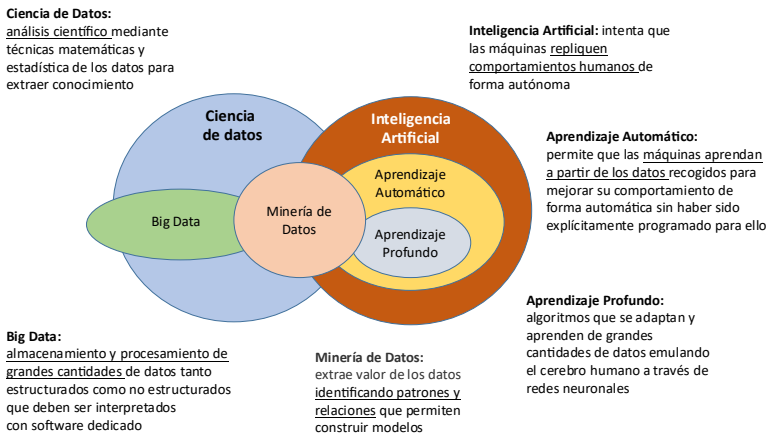 Ciencia de Datos:
análisis científico mediante
técnicas matemáticas y
estadística de los datos para
extraer conocimiento
Inteligencia Artificial: intenta que
las máquinas repliquen
comportamientos humanos de
forma autónoma
Ciencia
de datos
Inteligencia
Artificial
Aprendizaje
Automático
Big Data
Minería de
Datos
Aprendizaje
Profundo
Aprendizaje Automático:
permite que las máquinas aprendan
a partir de los datos recogidos para
mejorar su comportamiento de
forma automática sin haber sido
explícitamente programado para ello
Aprendizaje Profundo:
algoritmos que se adaptan y
aprenden de grandes
cantidades de datos emulando
el cerebro humano a través de
redes neuronales
Big Data:
almacenamiento y procesamiento de
grandes cantidades de datos tanto
estructurados como no estructurados
que deben ser interpretados
con software dedicado
Minería de Datos:
extrae valor de los datos
identificando patrones y
relaciones que permiten
construir modelos